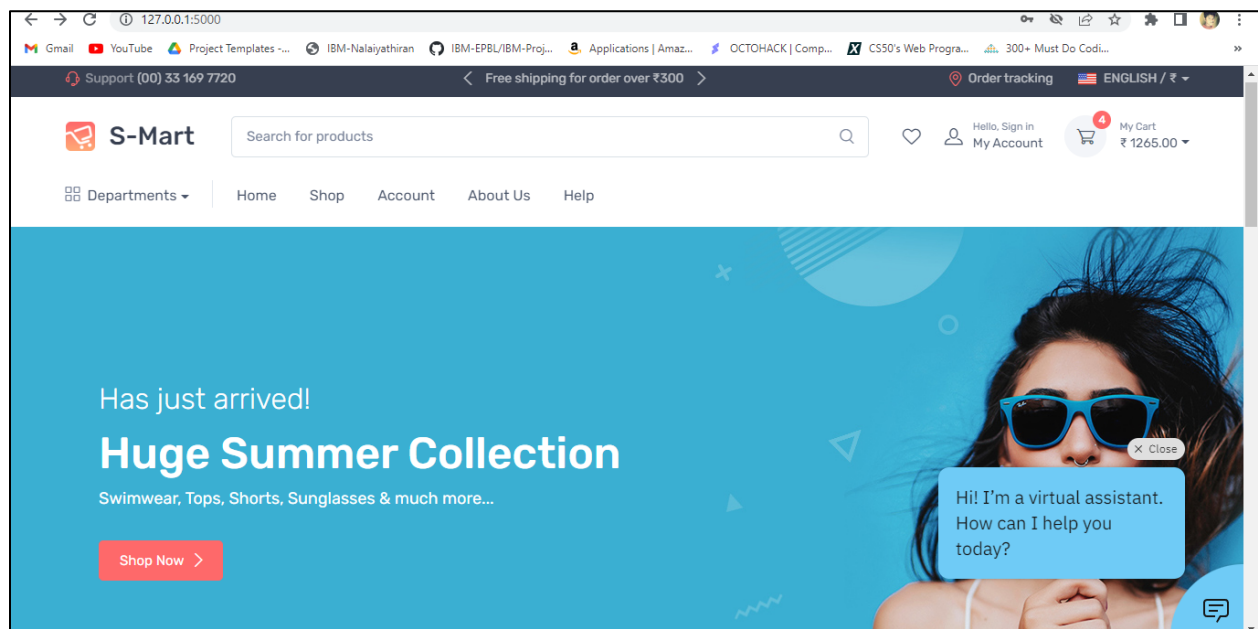 127.0.0.1:5000
Gmail YouTube Project Templates -... IBM-Nalaiyathiran IBM-EPBL/IBM-Proj... Applications | Amaz... OCTOHACK | Comp... CS50's Web Progra... 300+ Must Do Codi... »
Support (00) 33 169 7720 Free shipping for order over ₹300 Order tracking ENGLISH / ₹
S-Mart Search for products Hello, Sign in My Account 4 My Cart ₹ 1265.00
Departments Home Shop Account About Us Help
Has just arrived!
Huge Summer Collection
Swimwear, Tops, Shorts, Sunglasses & much more...
Shop Now
× Close
Hi! I'm a virtual assistant.
How can I help you
today?